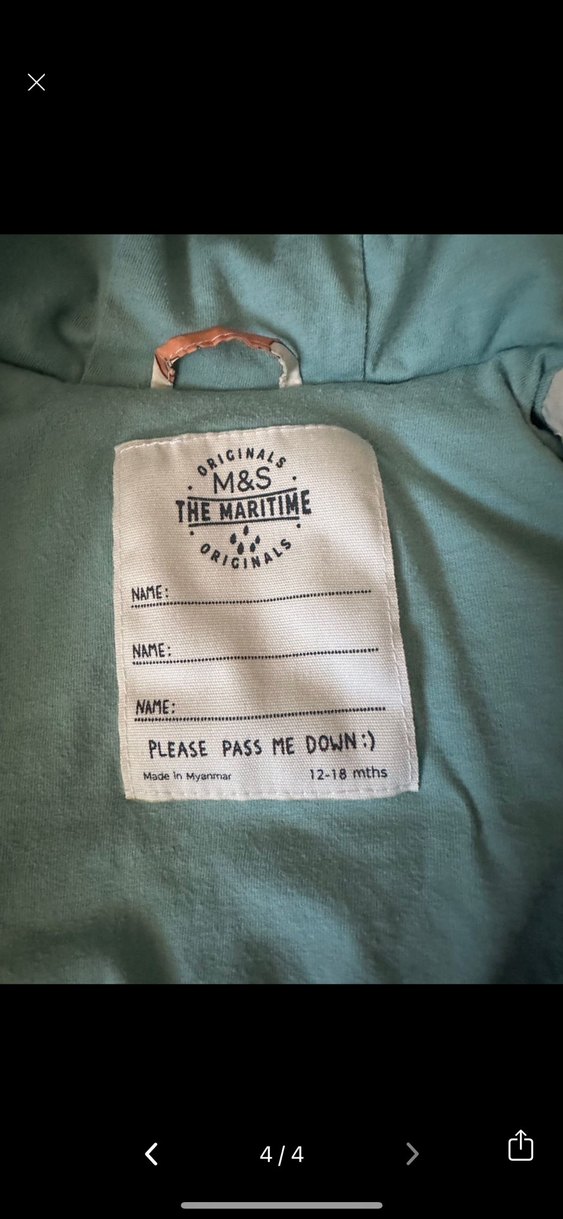 ORIGINALS
M&S
THE MARITIME
ORIGINALS
NAME:
NAME:
NAME:
PLEASE PASS ME DOWN :)
Made in Myanmar 12-18 mths
4 / 4